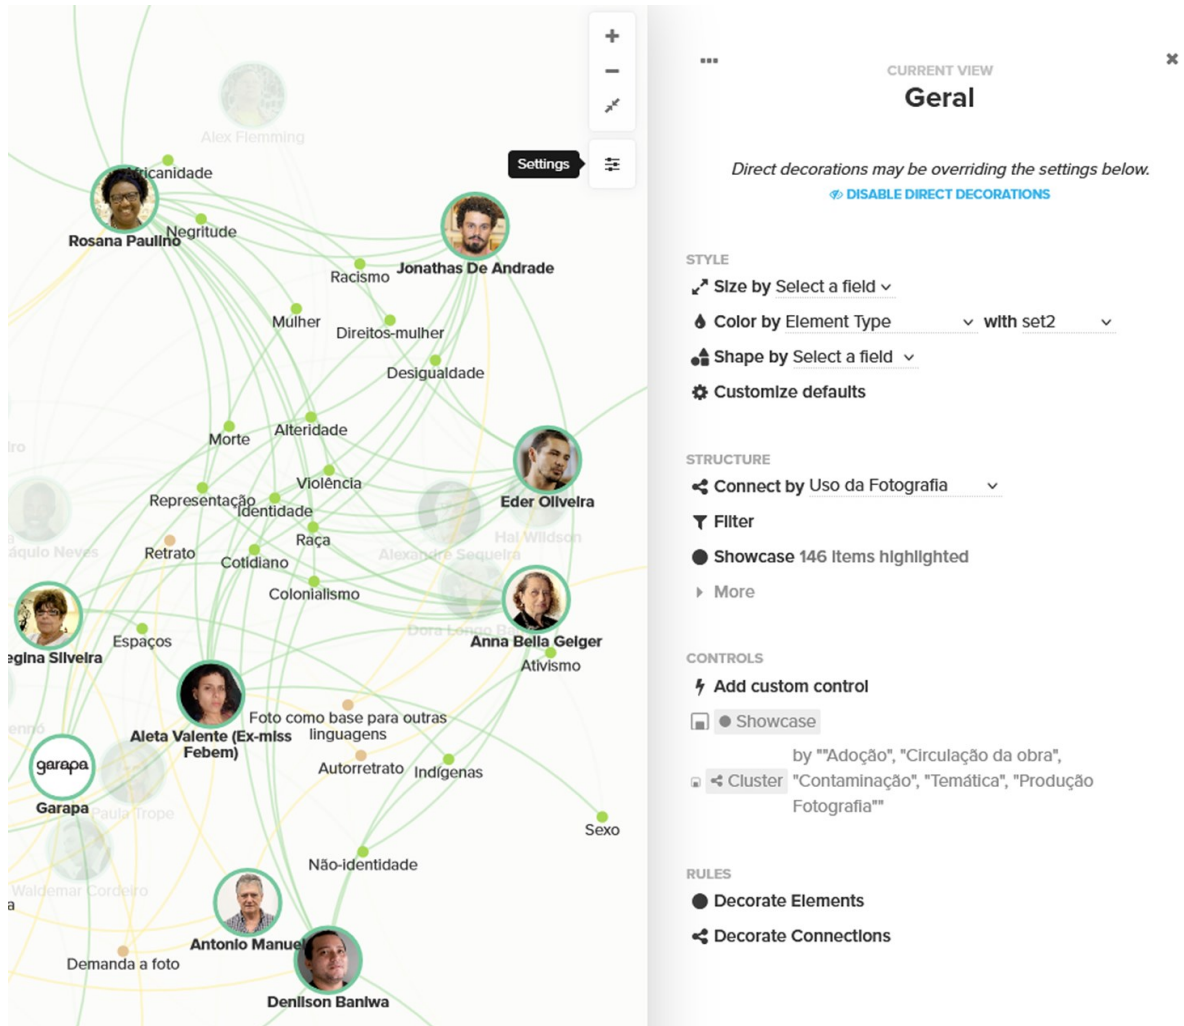 Alex Flemming
Africanidade
Rosana Paulino
Negritude
Racismo
Jonathas De Andrade
Mulher
Direitos-mulher
Desigualdade
Morte
Alteridade
Violência
Representação
Identidade
Eder Oliveira
Raça
Hal Wildson
Retrato
Cotidiano
Alexandre Sequeira
áquilo Neves
Colonialismo
Dora Longo
Anna Bella Geiger
Espaços
egina Silveira
Ativismo
Foto como base para outras
linguagens
Aleta Valente (Ex-miss
Febem)
Autorretrato
Indígenas
garapa
Garapa
Paula Trope
Sexo
Não-identidade
Waldemar Cordeiro
a
Antonio Manuel
Demanda a foto
Denilson Baniwa
Settings
CURRENT VIEW
Geral
Direct decorations may be overriding the settings below.
DISABLE DIRECT DECORATIONS
STYLE
Size by Select a field
Color by Element Type with set2
Shape by Select a field
Customize defaults
STRUCTURE
Connect by Uso da Fotografia
Filter
Showcase 146 items highlighted
More
CONTROLS
Add custom control
Showcase
Cluster by ""Adoção", "Circulação da obra",
"Contaminação", "Temática", "Produção
Fotografia""
RULES
Decorate Elements
Decorate Connections